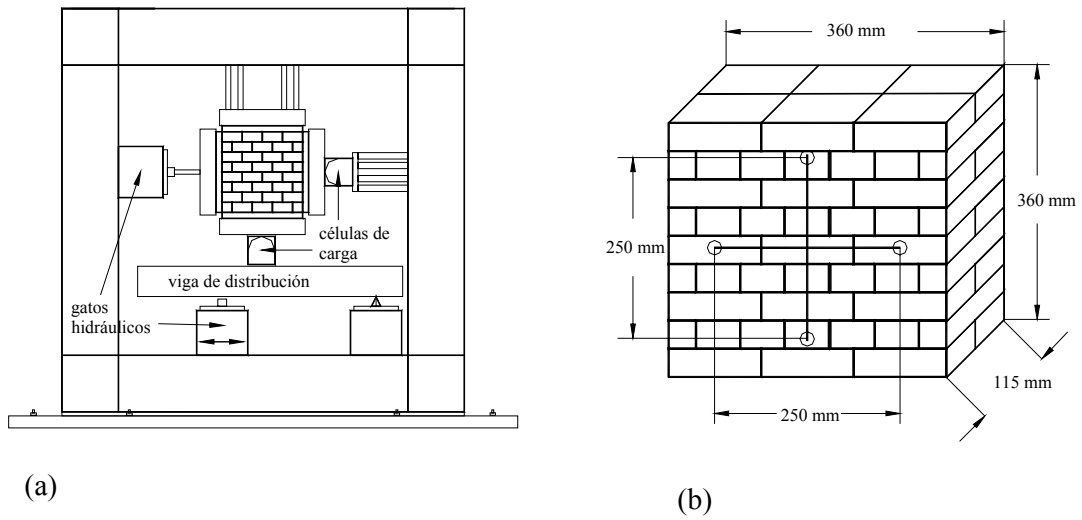 células de
carga
viga de distribución
gatos
hidráulicos
(a)
360 mm
360 mm
250 mm
250 mm
115 mm
(b)